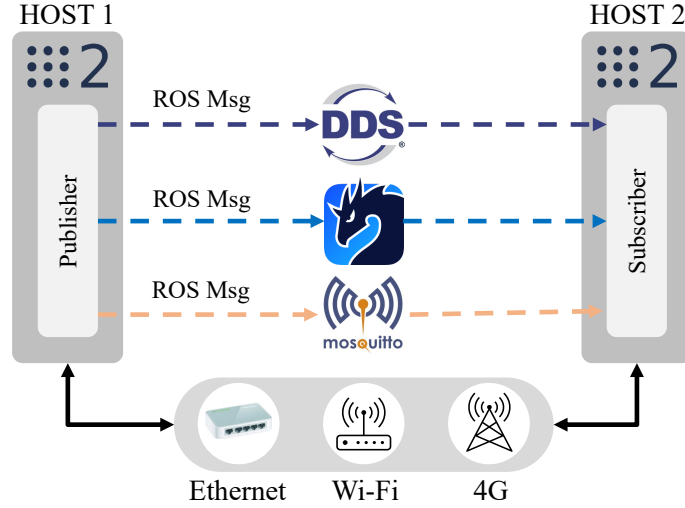 HOST 1
HOST 2
2
2
ROS Msg
DDS
®
ROS Msg
Publisher
Subscriber
ROS Msg
mosquitto
Ethernet
Wi-Fi
4G